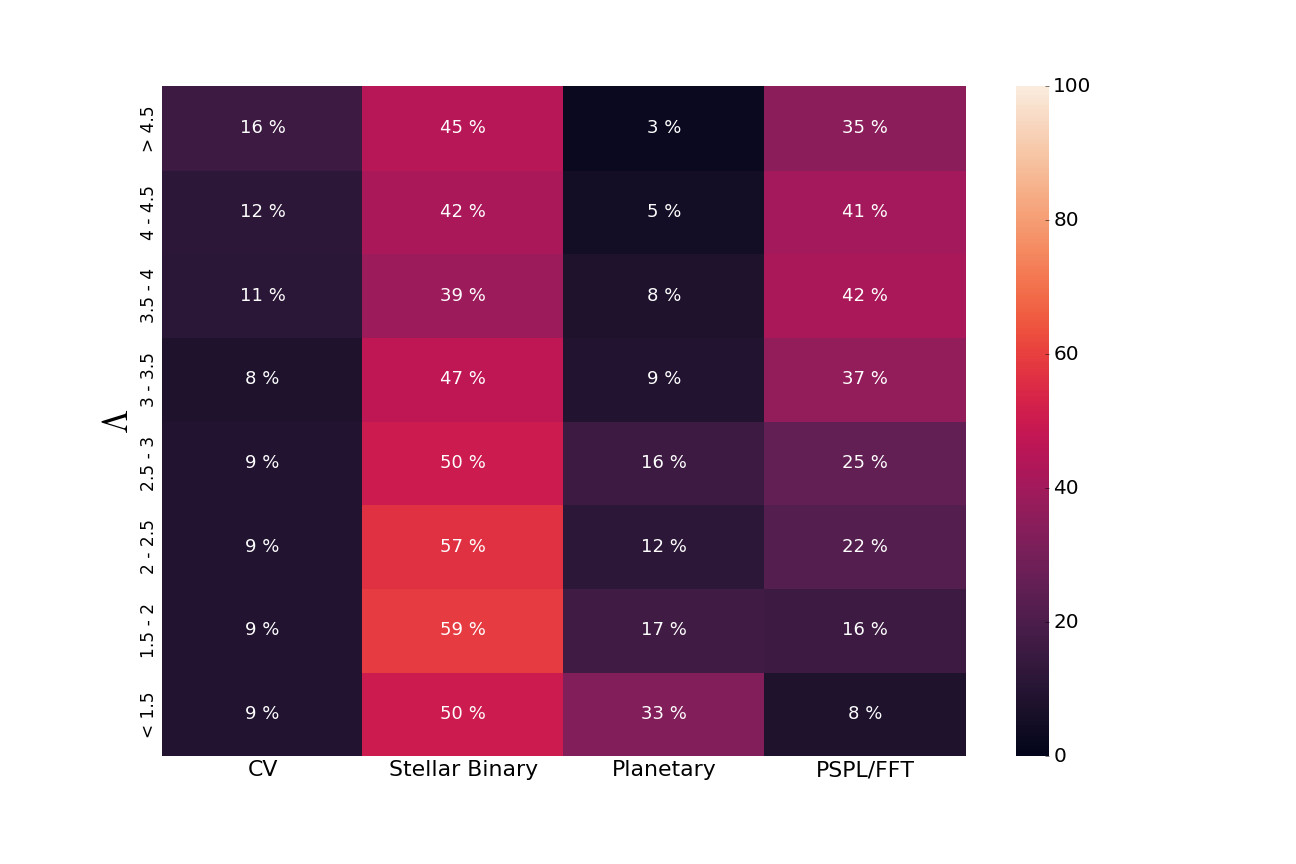 > 4.5 16 % 45 % 3 % 35 % 100
4 - 4.5 12 % 42 % 5 % 41 % 80
3.5 - 4 11 % 39 % 8 % 42 %
3 - 3.5 8 % 47 % 9 % 37 % 60
Λ
2.5 - 3 9 % 50 % 16 % 25 % 40
2 - 2.5 9 % 57 % 12 % 22 %
1.5 - 2 9 % 59 % 17 % 16 % 20
< 1.5 9 % 50 % 33 % 8 % 0
CV Stellar Binary Planetary PSPL/FFT